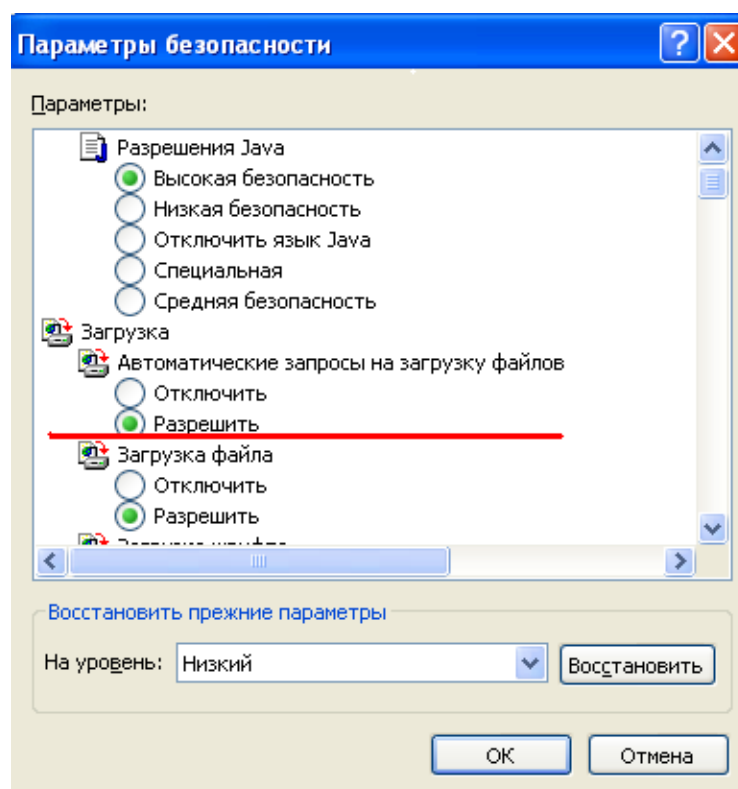 Параметры безопасности
Параметры:
Разрешения Java
Высокая безопасность
Низкая безопасность
Отключить язык Java
Специальная
Средняя безопасность
Загрузка
Автоматические запросы на загрузку файлов
Отключить
Разрешить
Загрузка файла
Отключить
Разрешить
Восстановить прежние параметры
На уровень: Низкий Восстановить
ОК Отмена